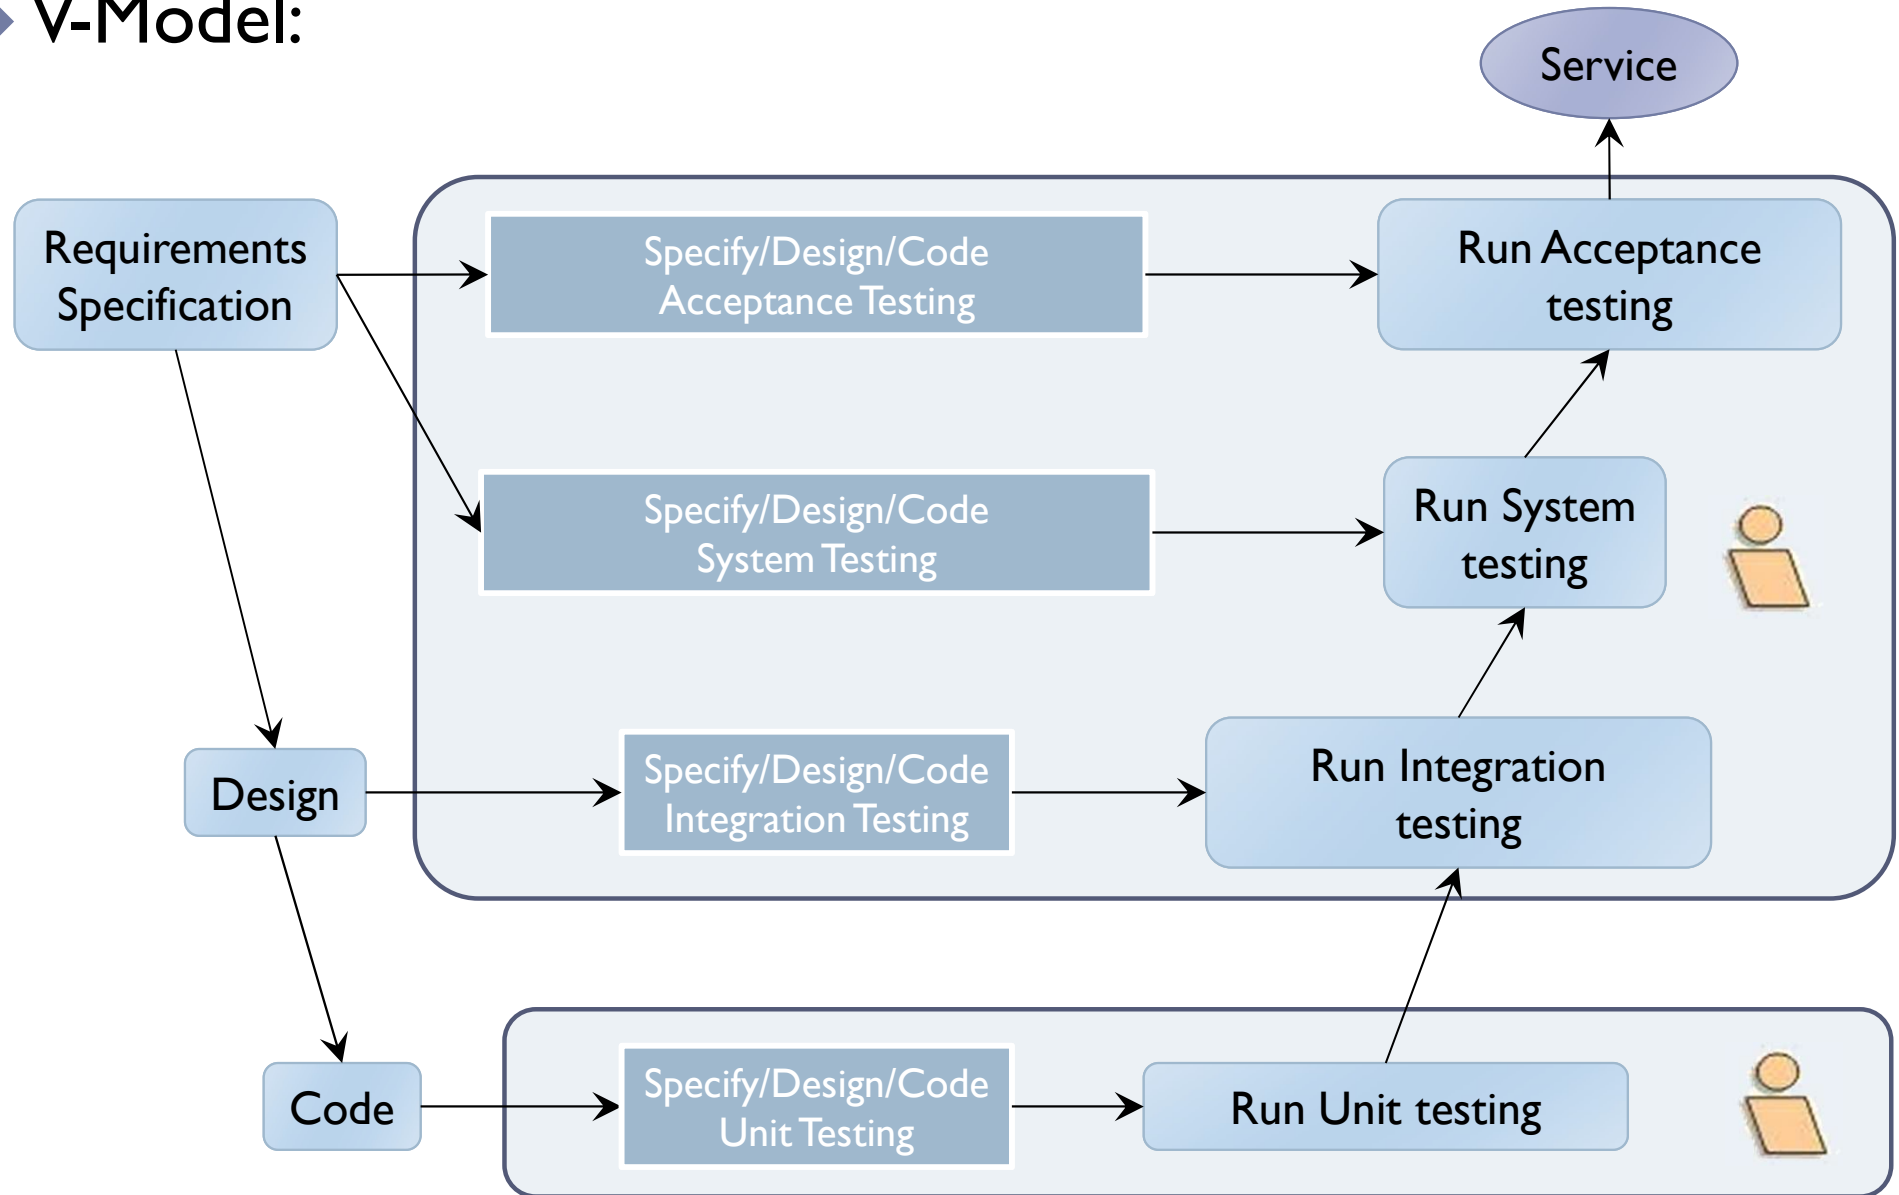 V-Model:
Service
Requirements
Specification
Specify/Design/Code
Acceptance Testing
Run Acceptance
testing
Specify/Design/Code
System Testing
Run System
testing
Design
Specify/Design/Code
Integration Testing
Run Integration
testing
Code
Specify/Design/Code
Unit Testing
Run Unit testing